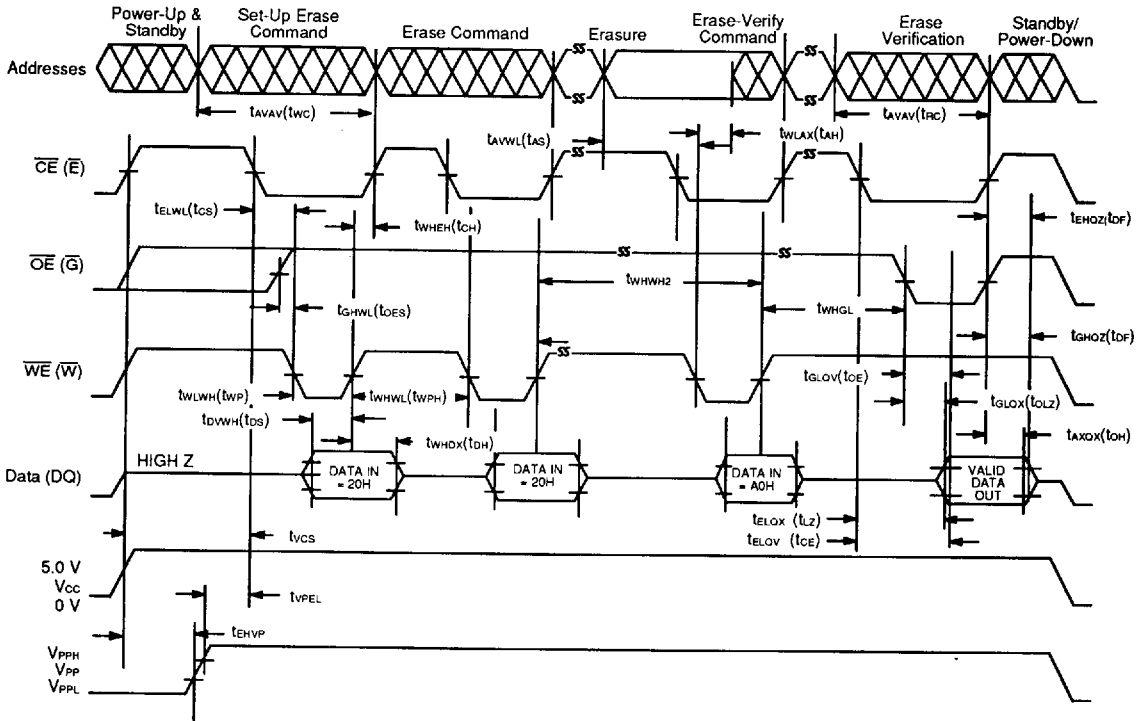 Power-Up & Standby
Set-Up Erase Command
Erase Command
Erasure
Erase-Verify Command
Erase Verification
Standby/ Power-Down
Addresses
tAVAV(tWC)
tAVWL(tAS)
tWLAX(tAH)
tAVAV(tRC)
CE (E)
tELWL(tCS)
tWHEH(tCH)
tEHQZ(tDF)
OE (G)
tGHWL(tOES)
tWHWH2
tWHGL
tGHQZ(tDF)
WE (W)
tWLWH(tWP)
tWHWL(tWPH)
tGLQV(tOE)
tGLQX(tOLZ)
tDVWH(tDS)
tWHDX(tDH)
tAXQX(tOH)
Data (DQ)
HIGH Z
DATA IN = 20H
DATA IN = 20H
DATA IN = A0H
VALID DATA OUT
tELQX (tLZ)
tVCS
tELQV (tCE)
5.0 V
VCC
0 V
tVPEL
tEHVP
VPPH
VPP
VPPL